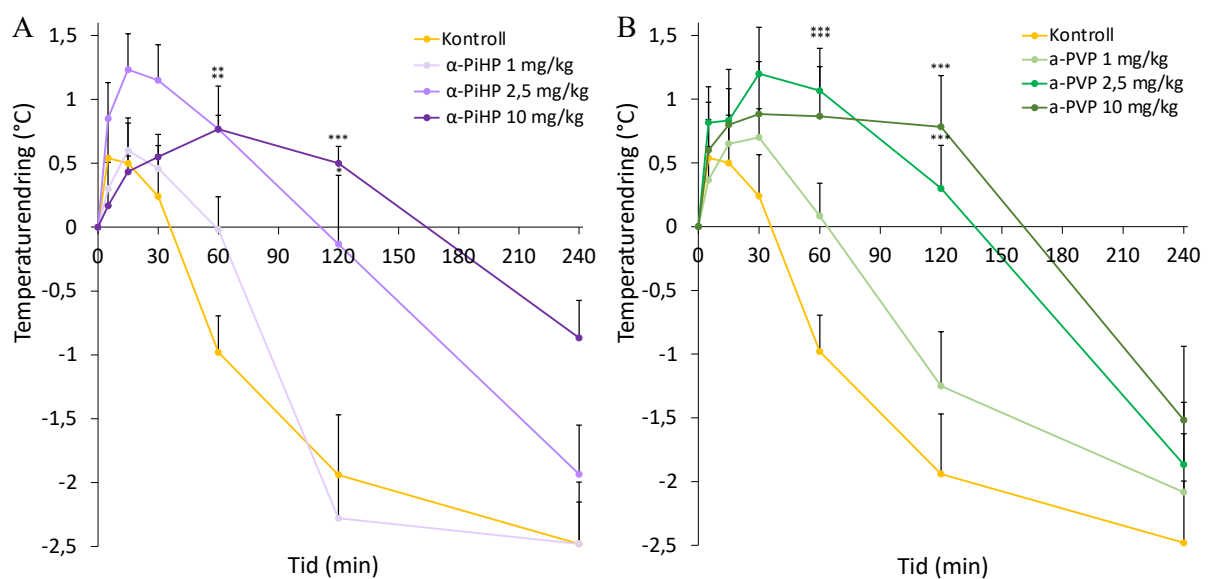 A
1,5
1
0,5
0
-0,5
-1
-1,5
-2
-2,5
Temperaturendring (°C)
0 30 60 90 120 150 180 210 240
Tid (min)
Kontroll
α-PiHP 1 mg/kg
α-PiHP 2,5 mg/kg
α-PiHP 10 mg/kg
**
**
***
*
B
1,5
1
0,5
0
-0,5
-1
-1,5
-2
-2,5
Temperaturendring (°C)
0 30 60 90 120 150 180 210 240
Tid (min)
Kontroll
a-PVP 1 mg/kg
a-PVP 2,5 mg/kg
a-PVP 10 mg/kg
***
***
***
***